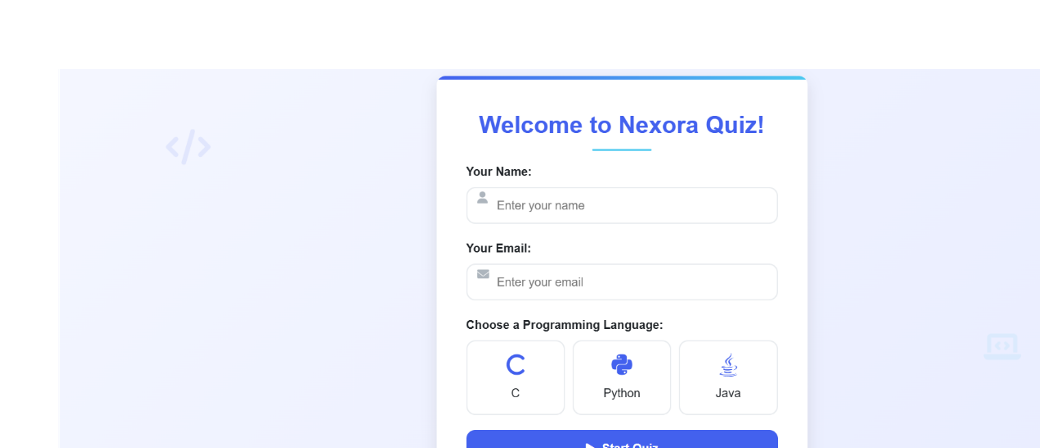 Welcome to Nexora Quiz!
Your Name:
Enter your name
Your Email:
Enter your email
Choose a Programming Language:
C Python Java
Start Quiz